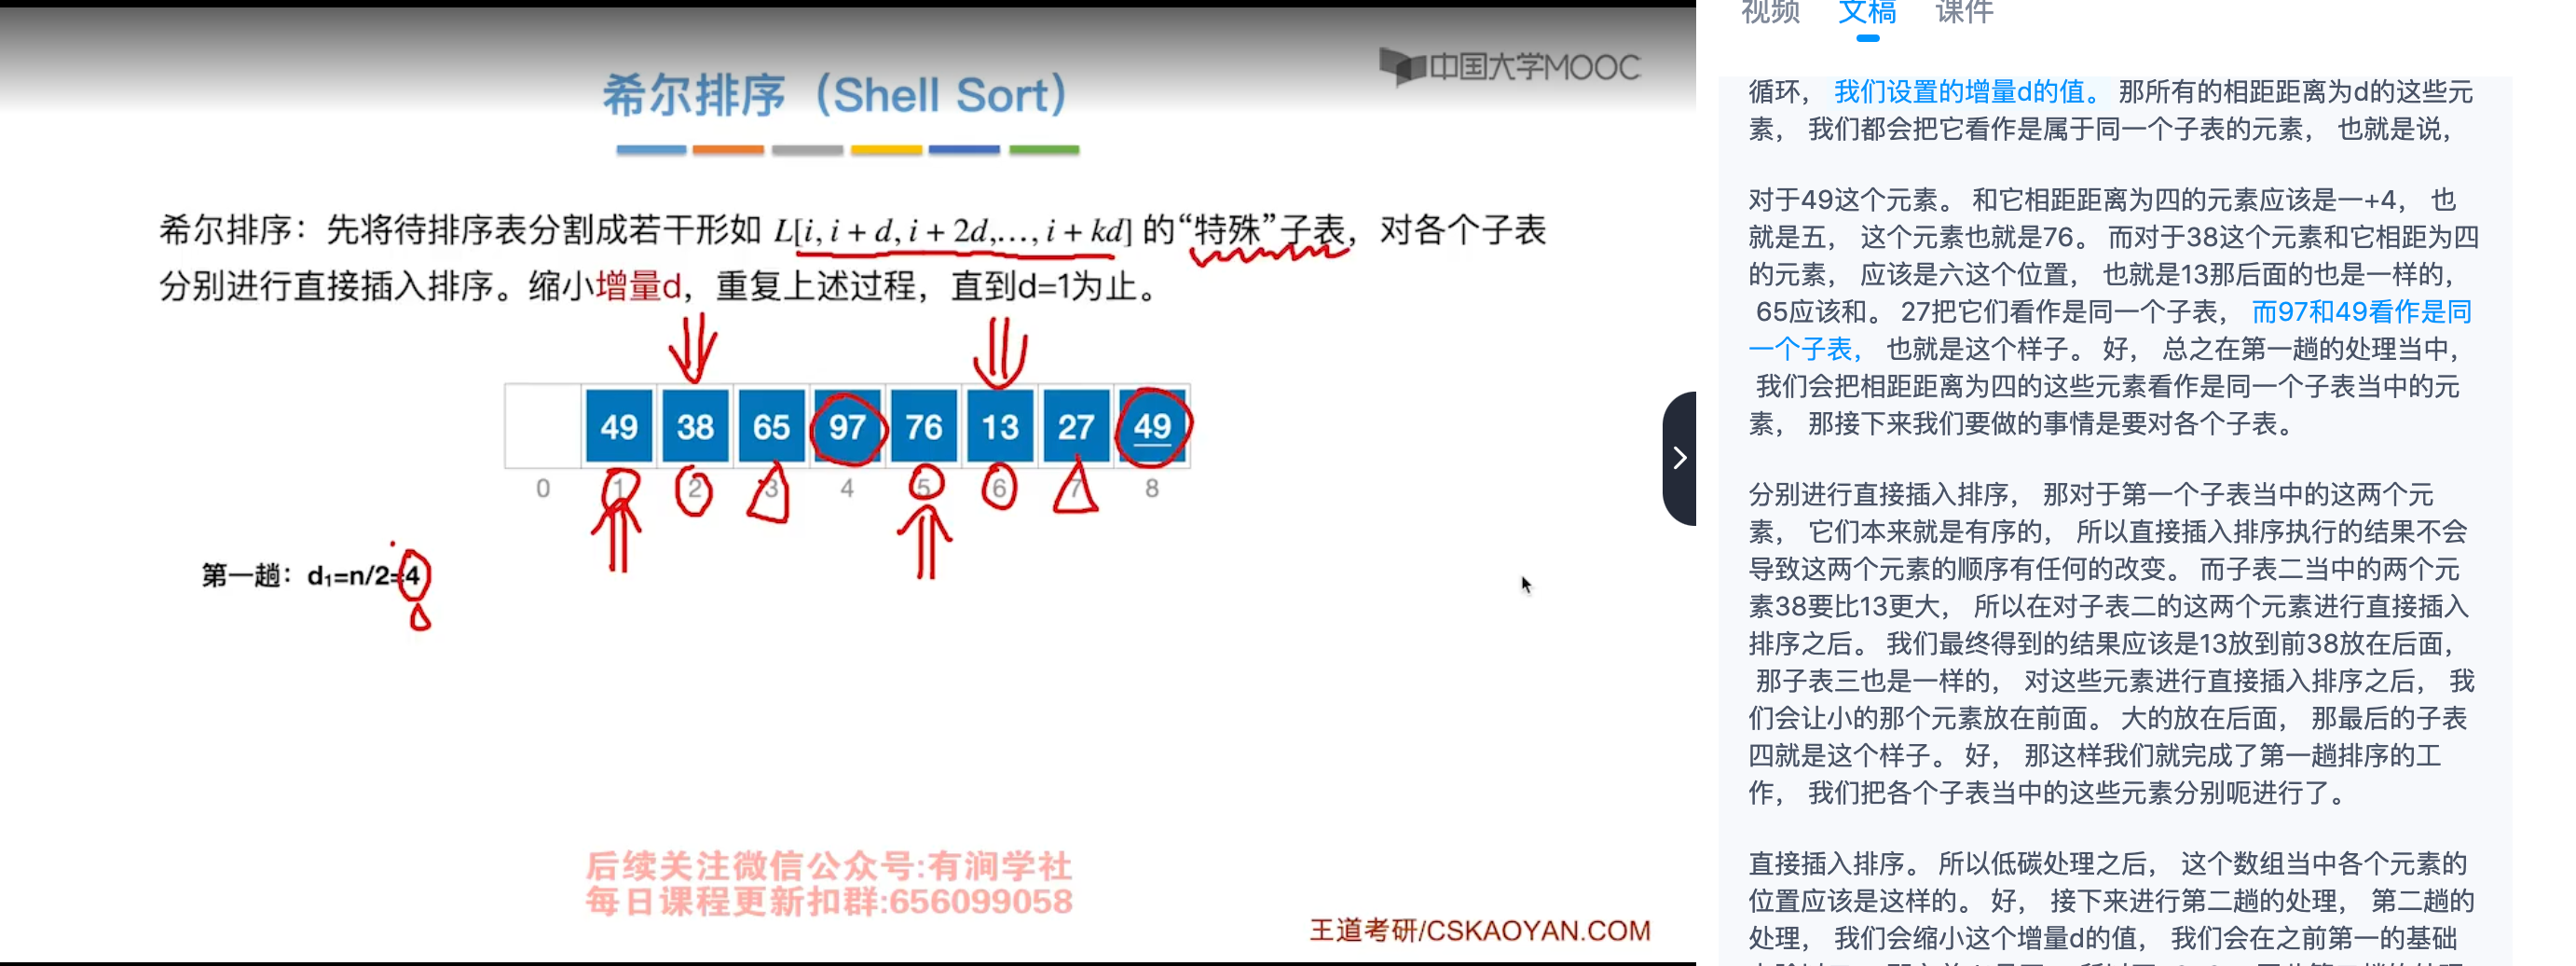 中国大学MOOC
希尔排序（Shell Sort）
希尔排序：先将待排序表分割成若干形如 L[i, i + d, i + 2d,…, i + kd] 的“特殊”子表，对各个子表
分别进行直接插入排序。缩小增量d，重复上述过程，直到d=1为止。
49 38 65 97 76 13 27 49
0 1 2 3 4 5 6 7 8
第一趟：d₁=n/2=4
后续关注微信公众号:有涧学社
每日课程更新扣群:656099058
王道考研/CSKAOYAN.COM
视频 文稿 课件
循环， 我们设置的增量d的值。 那所有的相距距离为d的这些元
素， 我们都会把它看作是属于同一个子表的元素， 也就是说，
对于49这个元素。 和它相距距离为四的元素应该是一+4， 也
就是五， 这个元素也就是76。 而对于38这个元素和它相距为四
的元素， 应该是六这个位置， 也就是13那后面的也是一样的，
65应该和。 27把它们看作是同一个子表， 而97和49看作是同
一个子表， 也就是这个样子。 好， 总之在第一趟的处理当中，
我们会把相距距离为四的这些元素看作是同一个子表当中的元
素， 那接下来我们要做的事情是要对各个子表。
分别进行直接插入排序， 那对于第一个子表当中的这两个元
素， 它们本来就是有序的， 所以直接插入排序执行的结果不会
导致这两个元素的顺序有任何的改变。 而子表二当中的两个元
素38要比13更大， 所以在对子表二的这两个元素进行直接插入
排序之后。 我们最终得到的结果应该是13放到前38放在后面，
那子表三也是一样的， 对这些元素进行直接插入排序之后， 我
们会让小的那个元素放在前面。 大的放在后面， 那最后的子表
四就是这个样子。 好， 那这样我们就完成了第一趟排序的工
作， 我们把各个子表当中的这些元素分别呃进行了。
直接插入排序。 所以低碳处理之后， 这个数组当中各个元素的
位置应该是这样的。 好， 接下来进行第二趟的处理， 第二趟的
处理， 我们会缩小这个增量d的值， 我们会在之前第一的基础